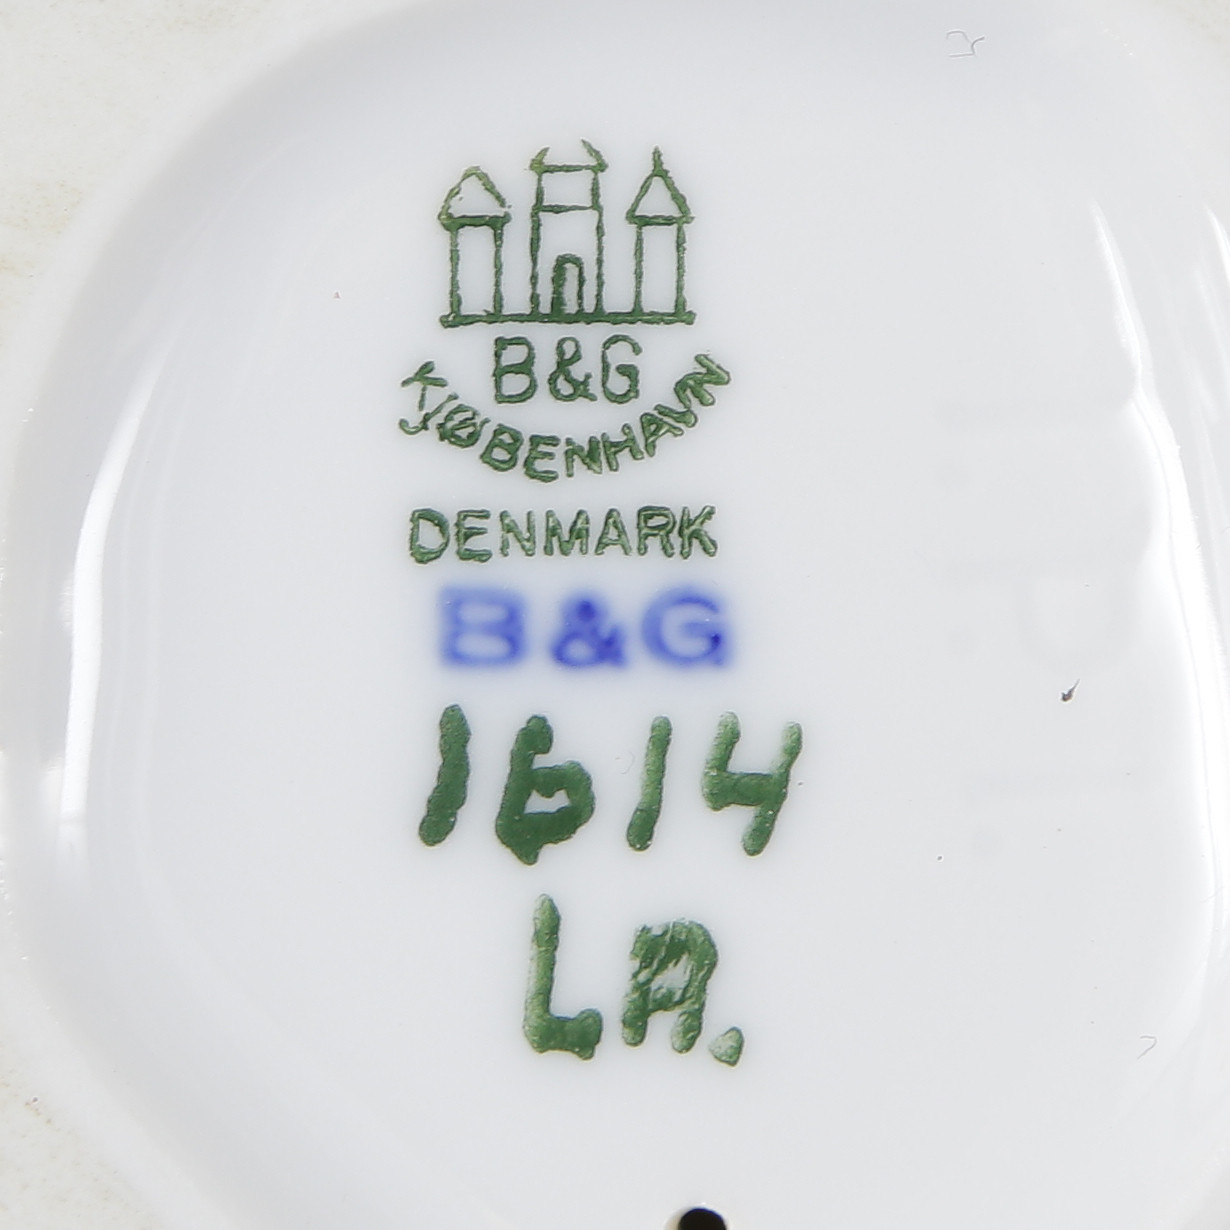 B&G
KJØBENHAVN
DENMARK
B&G
1614
LA.